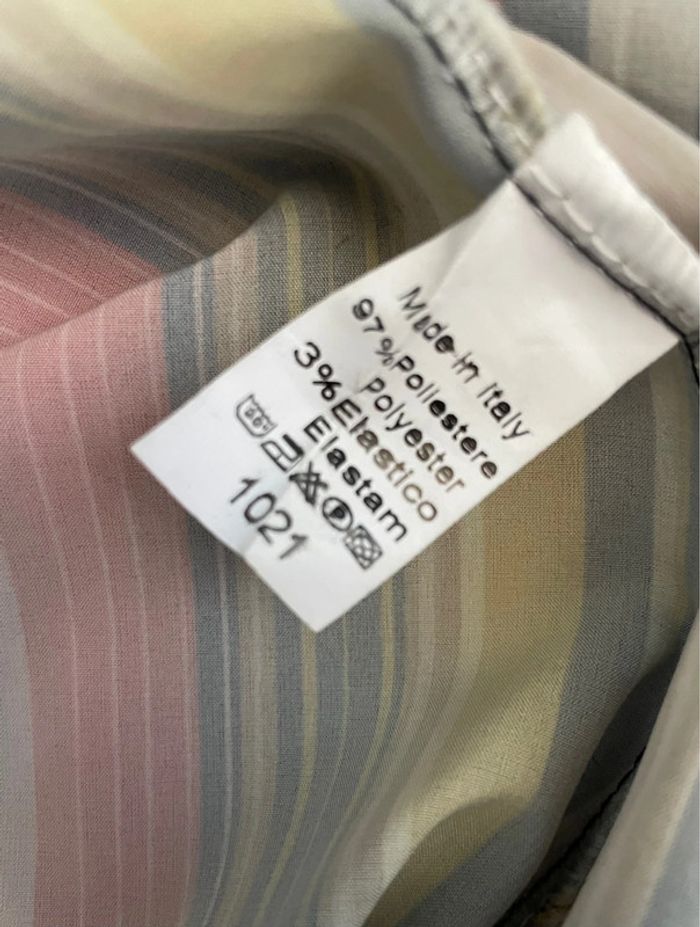 Made in Italy
97%Poliestere
Polyester
3%Elastico
Elastam
1021